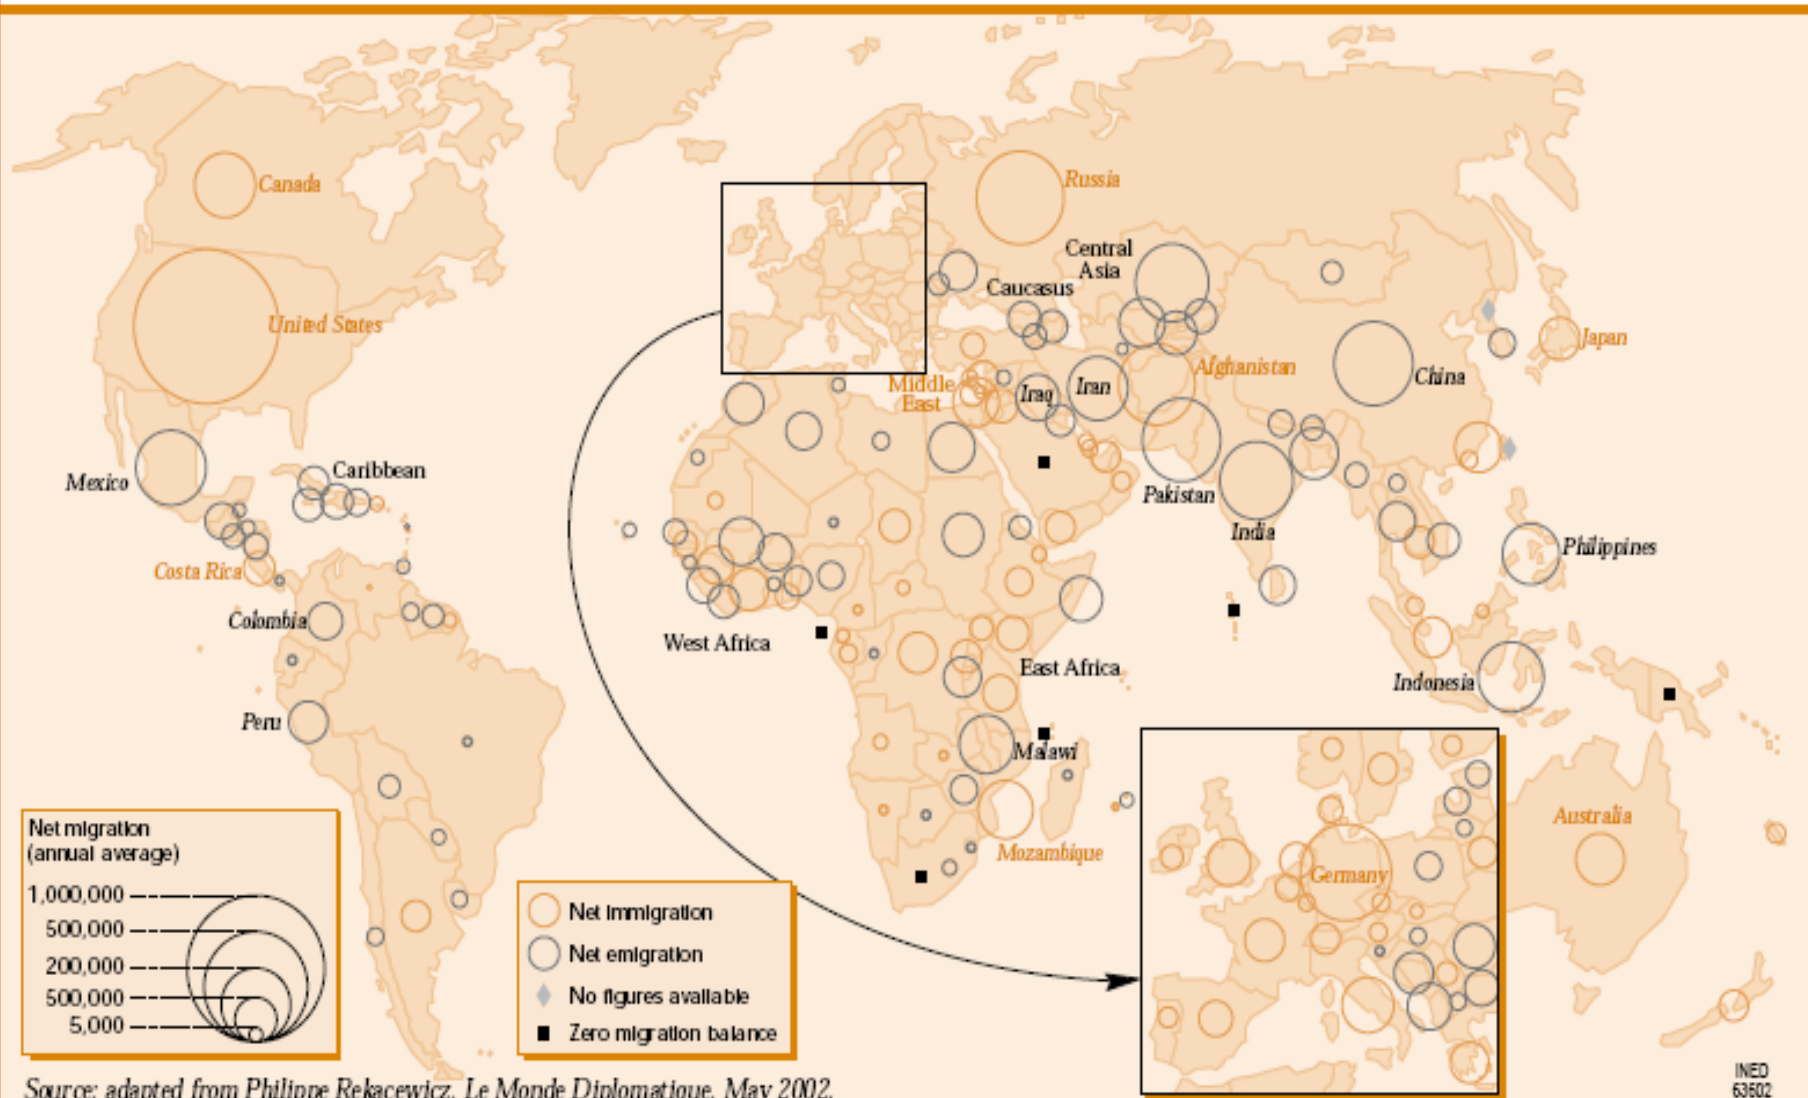 Canada
Russia
Central
Asia
Caucasus
United States
Japan
Afghanistan
Middle
East
Iraq
Iran
China
Caribbean
Mexico
Pakistan
India
Philippines
Costa Rica
Colombia
West Africa
East Africa
Indonesia
Peru
Malawi
Mozambique
Australia
Germany
Net migration
(annual average)
1,000,000
500,000
200,000
500,000
5,000
Net immigration
Net emigration
No figures available
Zero migration balance
INED
63602
Source: adapted from Philippe Rekacewicz, Le Monde Diplomatique, May 2002.